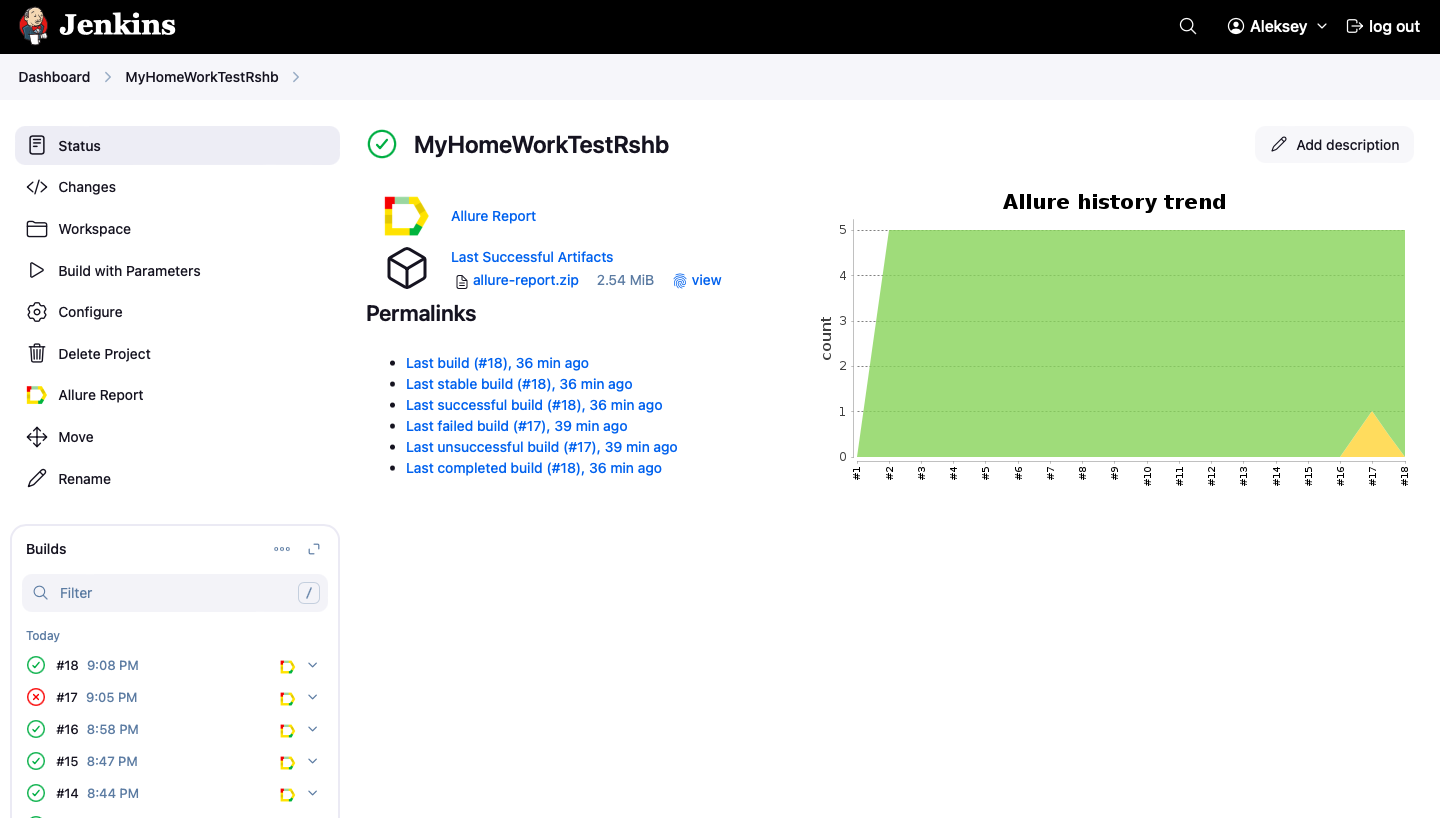 Jenkins
Aleksey
log out
Dashboard
MyHomeWorkTestRshb
Status
Changes
Workspace
Build with Parameters
Configure
Delete Project
Allure Report
Move
Rename
Builds
Filter
/
Today
#18 9:08 PM
#17 9:05 PM
#16 8:58 PM
#15 8:47 PM
#14 8:44 PM
MyHomeWorkTestRshb
Add description
Allure Report
Last Successful Artifacts
allure-report.zip 2.54 MiB view
Permalinks
Last build (#18), 36 min ago
Last stable build (#18), 36 min ago
Last successful build (#18), 36 min ago
Last failed build (#17), 39 min ago
Last unsuccessful build (#17), 39 min ago
Last completed build (#18), 36 min ago
Allure history trend
count
5
4
3
2
1
0
#1 #2 #3 #4 #5 #6 #7 #8 #9 #10 #11 #12 #13 #14 #15 #16 #17 #18